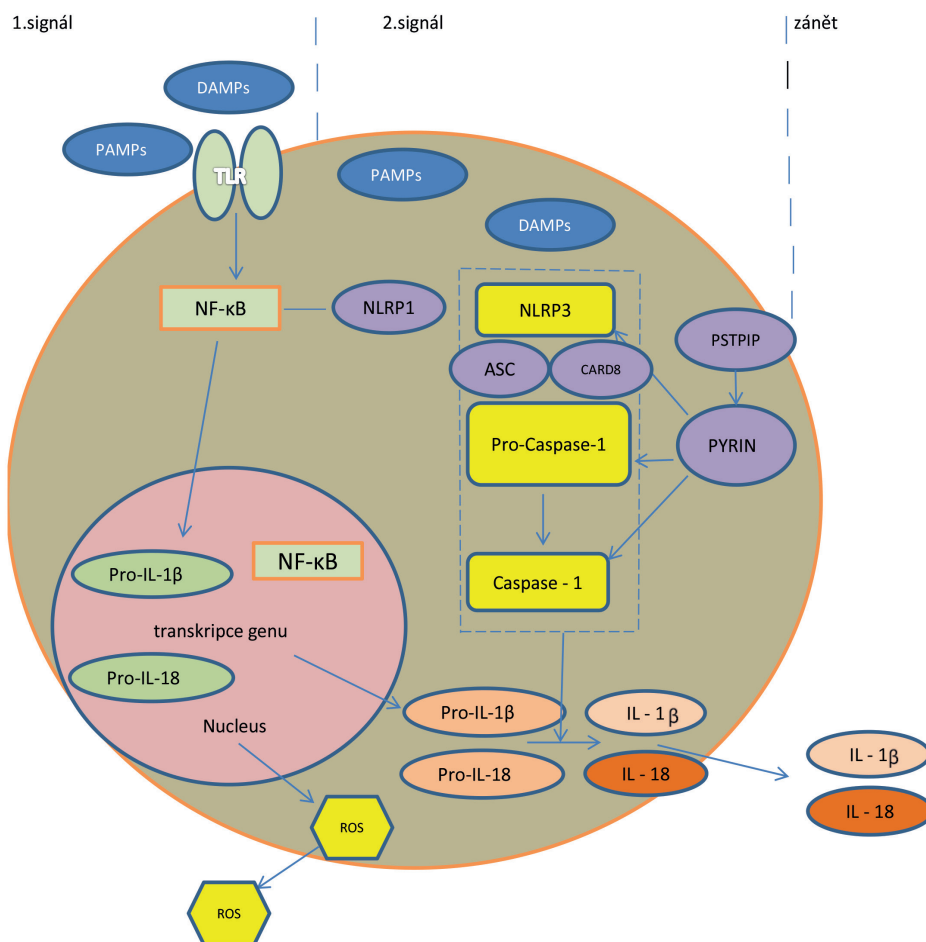 1.signál
2.signál
zánět
DAMPs
PAMPs
TLR
PAMPs
DAMPs
NF-κB
NLRP1
NLRP3
PSTPIP
ASC
CARD8
Pro-Caspase-1
PYRIN
Pro-IL-1β
NF-κB
Caspase - 1
transkripce genu
Pro-IL-18
Nucleus
Pro-IL-1β
IL - 1β
Pro-IL-18
IL - 18
IL - 1β
IL - 18
ROS
ROS